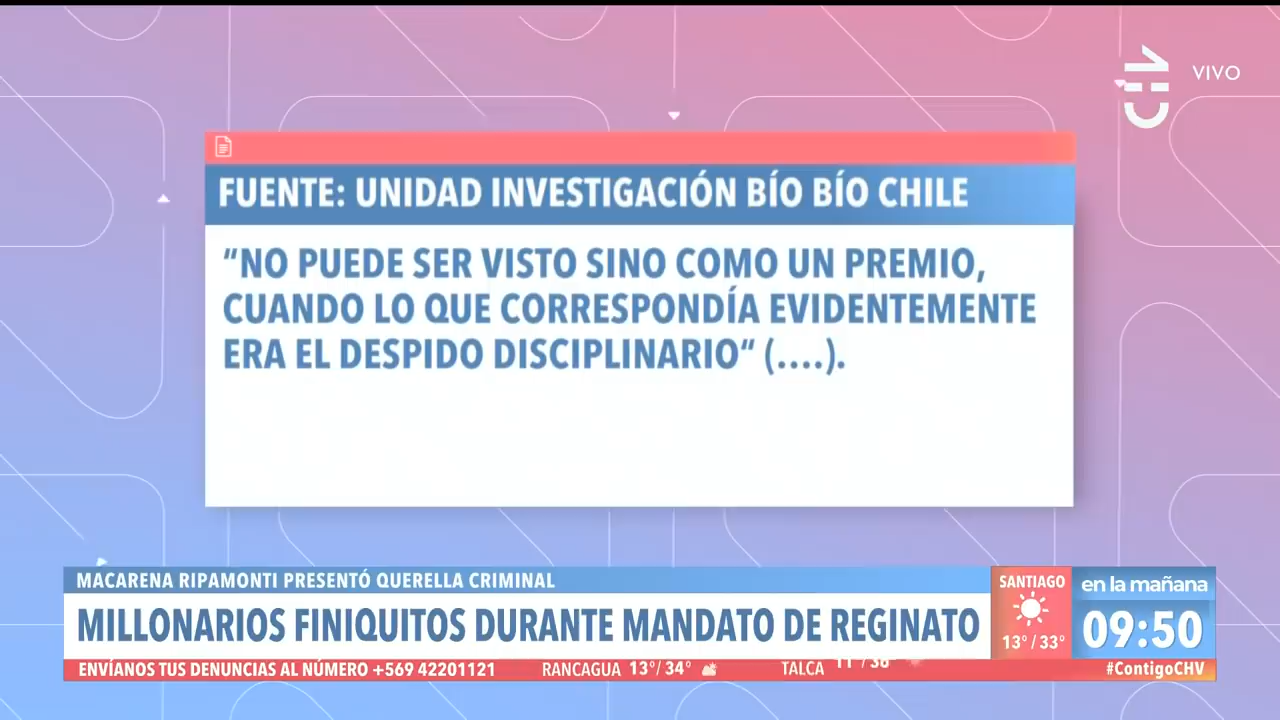 CHV
VIVO
FUENTE: UNIDAD INVESTIGACIÓN BÍO BÍO CHILE
“NO PUEDE SER VISTO SINO COMO UN PREMIO,
CUANDO LO QUE CORRESPONDÍA EVIDENTEMENTE
ERA EL DESPIDO DISCIPLINARIO“ (....).
MACARENA RIPAMONTI PRESENTÓ QUERELLA CRIMINAL
MILLONARIOS FINIQUITOS DURANTE MANDATO DE REGINATO
SANTIAGO
13°/33°
en la mañana
09:50
ENVÍANOS TUS DENUNCIAS AL NÚMERO +569 42201121
RANCAGUA 13°/34°
TALCA
#ContigoCHV